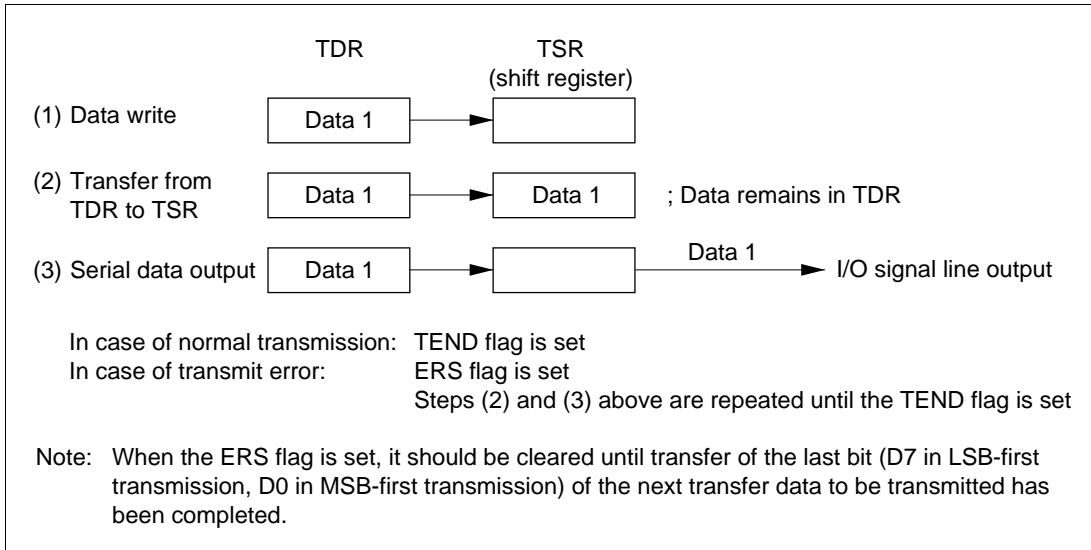 TDR TSR
(shift register)
(1) Data write Data 1
(2) Transfer from
TDR to TSR Data 1 Data 1 ; Data remains in TDR
(3) Serial data output Data 1 Data 1 I/O signal line output
In case of normal transmission: TEND flag is set
In case of transmit error: ERS flag is set
Steps (2) and (3) above are repeated until the TEND flag is set
Note: When the ERS flag is set, it should be cleared until transfer of the last bit (D7 in LSB-first
transmission, D0 in MSB-first transmission) of the next transfer data to be transmitted has
been completed.